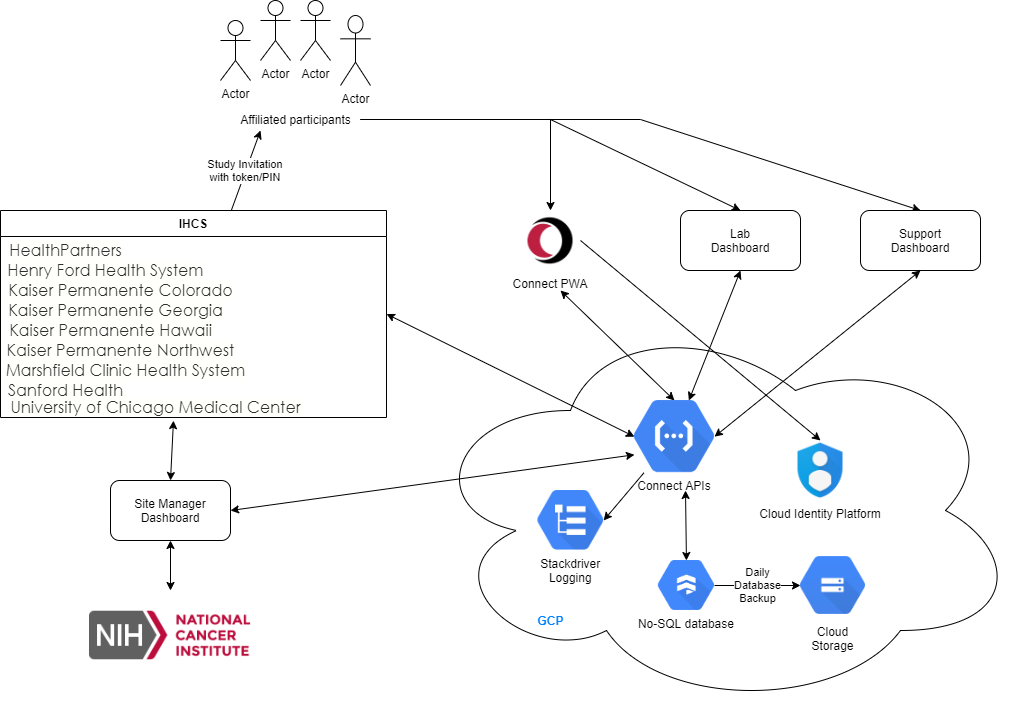 Actor
Actor
Actor
Actor
Affiliated participants
Study Invitation
with token/PIN
IHCS
HealthPartners
Henry Ford Health System
Kaiser Permanente Colorado
Kaiser Permanente Georgia
Kaiser Permanente Hawaii
Kaiser Permanente Northwest
Marshfield Clinic Health System
Sanford Health
University of Chicago Medical Center
Connect PWA
Lab
Dashboard
Support
Dashboard
Site Manager
Dashboard
NIH
NATIONAL
CANCER
INSTITUTE
Connect APIs
Cloud Identity Platform
Stackdriver
Logging
No-SQL database
Daily
Database
Backup
Cloud
Storage
GCP